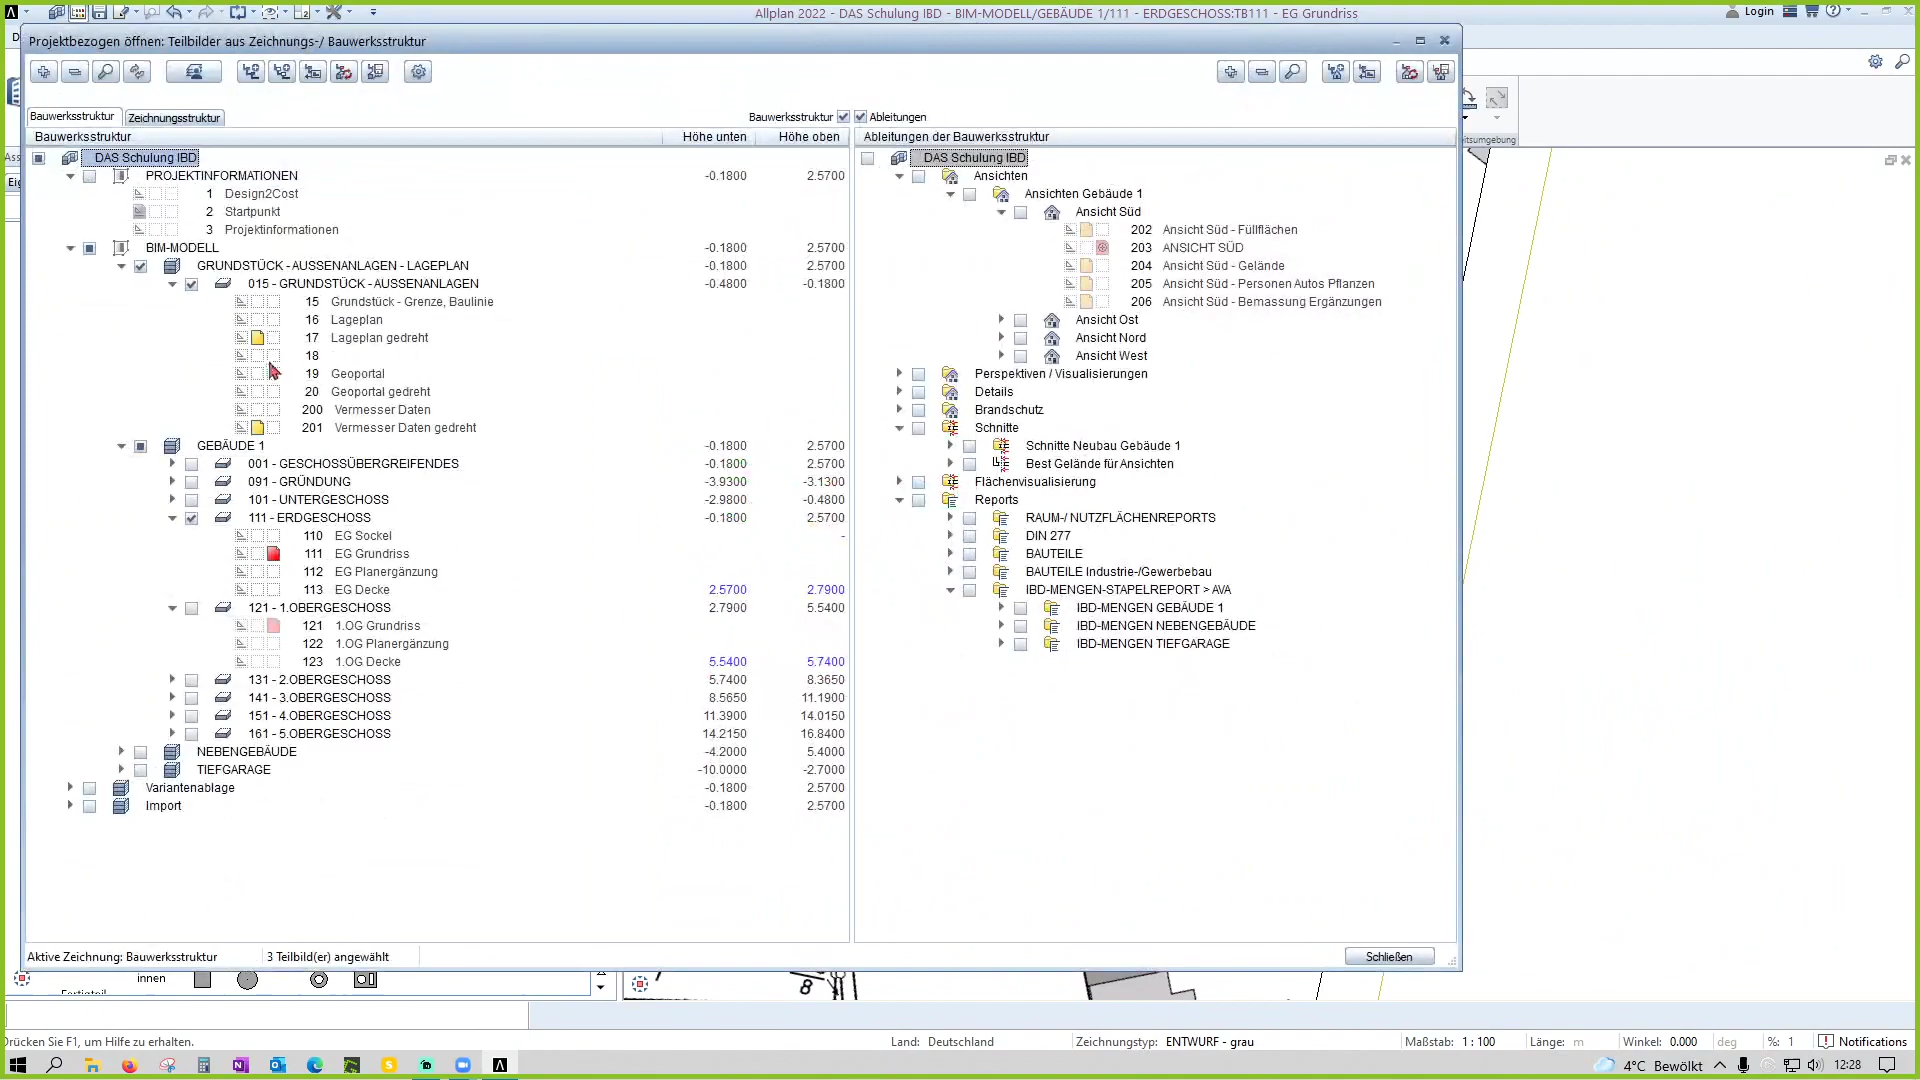 Allplan 2022 - DAS Schulung IBD - BIM-MODELL/GEBÄUDE 1/111 - ERDGESCHOSS:TB111 - EG Grundriss
Login
Projektbezogen öffnen: Teilbilder aus Zeichnungs-/ Bauwerksstruktur
Bauwerksstruktur Zeichnungsstruktur
Bauwerksstruktur Ableitungen
Bauwerksstruktur Höhe unten Höhe oben
DAS Schulung IBD
PROJEKTINFORMATIONEN -0.1800 2.5700
1 Design2Cost
2 Startpunkt
3 Projektinformationen
BIM-MODELL -0.1800 2.5700
GRUNDSTÜCK - AUSSENANLAGEN - LAGEPLAN -0.1800 2.5700
015 - GRUNDSTÜCK - AUSSENANLAGEN -0.4800 -0.1800
15 Grundstück - Grenze, Baulinie
16 Lageplan
17 Lageplan gedreht
18
19 Geoportal
20 Geoportal gedreht
200 Vermesser Daten
201 Vermesser Daten gedreht
GEBÄUDE 1 -0.1800 2.5700
001 - GESCHOSSÜBERGREIFENDES -0.1800 2.5700
091 - GRÜNDUNG -3.9300 -3.1300
101 - UNTERGESCHOSS -2.9800 -0.4800
111 - ERDGESCHOSS -0.1800 2.5700
110 EG Sockel -
111 EG Grundriss
112 EG Planergänzung
113 EG Decke 2.5700 2.7900
121 - 1.OBERGESCHOSS 2.7900 5.5400
121 1.OG Grundriss
122 1.OG Planergänzung
123 1.OG Decke 5.5400 5.7400
131 - 2.OBERGESCHOSS 5.7400 8.3650
141 - 3.OBERGESCHOSS 8.5650 11.1900
151 - 4.OBERGESCHOSS 11.3900 14.0150
161 - 5.OBERGESCHOSS 14.2150 16.8400
NEBENGEBÄUDE -4.2000 5.4000
TIEFGARAGE -10.0000 -2.7000
Variantenablage -0.1800 2.5700
Import -0.1800 2.5700
Ableitungen der Bauwerksstruktur
DAS Schulung IBD
Ansichten
Ansichten Gebäude 1
Ansicht Süd
202 Ansicht Süd - Füllflächen
203 ANSICHT SÜD
204 Ansicht Süd - Gelände
205 Ansicht Süd - Personen Autos Pflanzen
206 Ansicht Süd - Bemassung Ergänzungen
Ansicht Ost
Ansicht Nord
Ansicht West
Perspektiven / Visualisierungen
Details
Brandschutz
Schnitte
Schnitte Neubau Gebäude 1
Best Gelände für Ansichten
Flächenvisualisierung
Reports
RAUM-/ NUTZFLÄCHENREPORTS
DIN 277
BAUTEILE
BAUTEILE Industrie-/Gewerbebau
IBD-MENGEN-STAPELREPORT > AVA
IBD-MENGEN GEBÄUDE 1
IBD-MENGEN NEBENGEBÄUDE
IBD-MENGEN TIEFGARAGE
Aktive Zeichnung: Bauwerksstruktur 3 Teilbild(er) angewählt
Schließen
innen
8
Drücken Sie F1, um Hilfe zu erhalten. Land: Deutschland Zeichnungstyp: ENTWURF - grau Maßstab: 1 : 100 Länge: m Winkel: 0.000 deg %: 1 Notifications
4°C Bewölkt 12:28